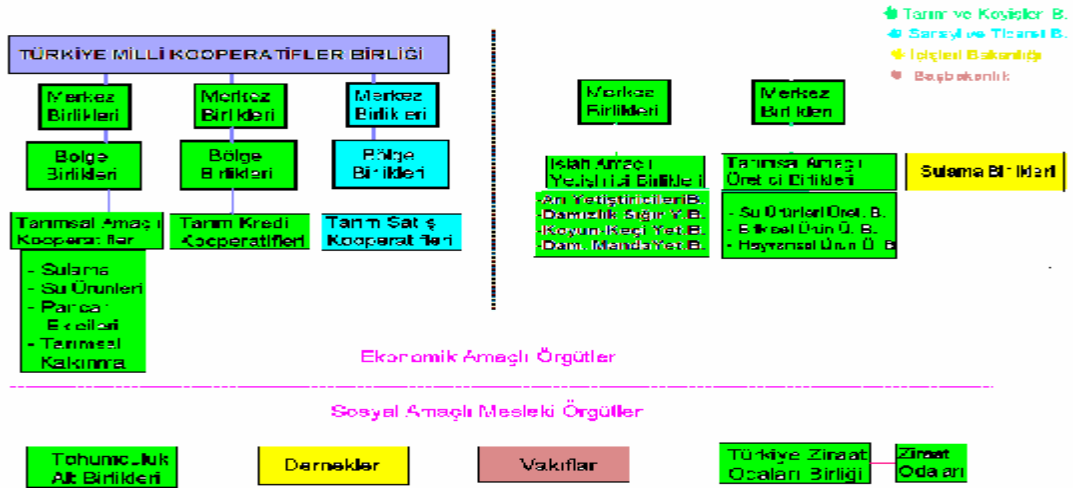 Tarım ve Köyişleri B.
Sanayi ve Ticaret B.
İçişleri Bakanlığı
Başbakanlık
TÜRKİYE MİLLİ KOOPERATİFLER BİRLİĞİ
Merkez
Birlikleri
Merkez
Birlikleri
Merkez
Birlikleri
Merkez
Birlikleri
Merkez
Birlikleri
Bölge
Birlikleri
Bölge
Birlikleri
Bölge
Birlikleri
Islah Amaçlı
Yetiştirici Birlikleri
-Arı Yetiştiricileri B.
-Damızlık Sığır Y. B.
-Koyun-Keçi Yet.B.
-Dam. Manda Yet.B.
Tarımsal Amaçlı
Üretici Birlikleri
- Su Ürünleri Üret. B.
- Bitkisel Ürün Ü. B.
- Hayvansal Ürün Ü. B
Sulama Birlikleri
Tarımsal Amaçlı
Kooperatifler
- Sulama
- Su Ürünleri
- Pancar
Ekicileri
- Tarımsal
Kalkınma
Tarım Kredi
Kooperatifleri
Tarım Satış
Kooperatifleri
Ekonomik Amaçlı Örgütler
Sosyal Amaçlı Mesleki Örgütler
Tohumculuk
Alt Birlikleri
Dernekler
Vakıflar
Türkiye Ziraat
Odaları Birliği
Ziraat
Odaları